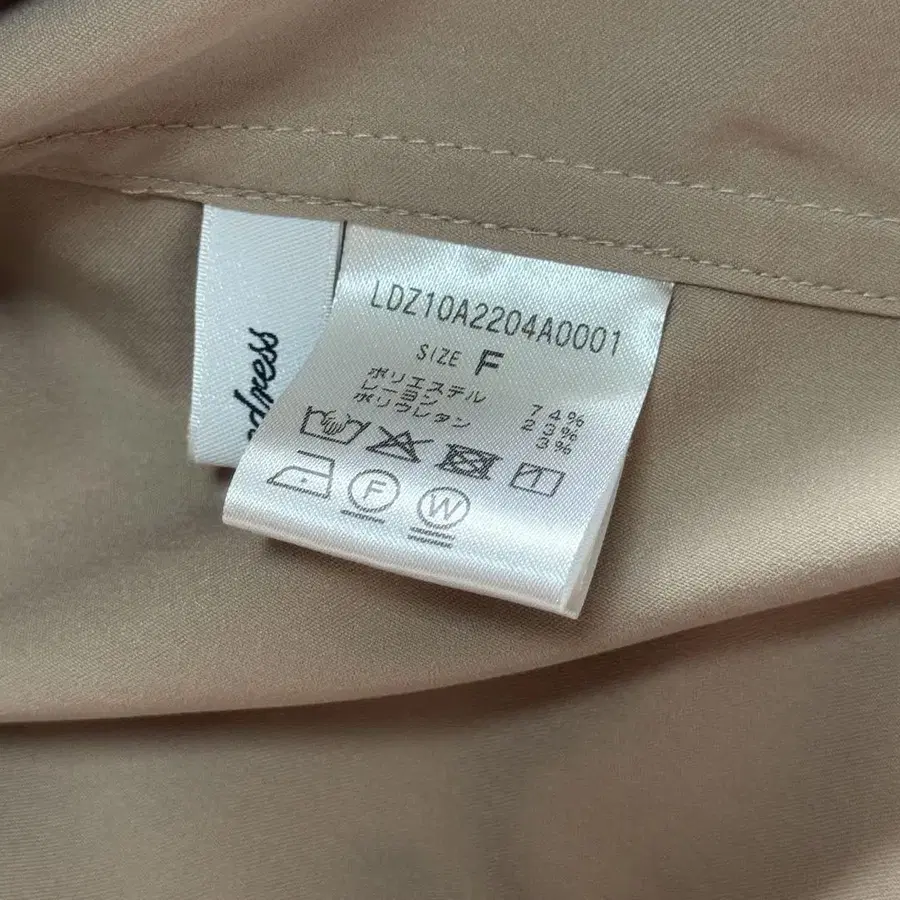 dress
LDZ10A2204A0001
SIZE F
ポリエステル 74%
レーヨン 23%
ポリウレタン 3%
F
W